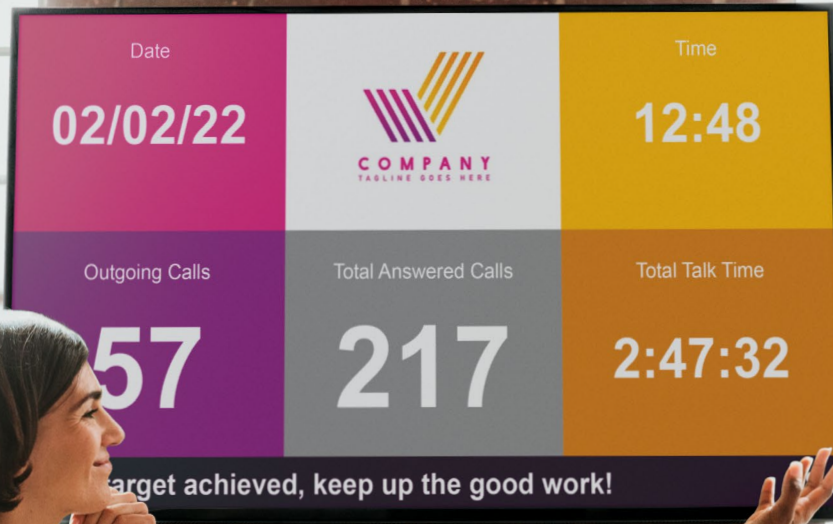 Date
02/02/22
COMPANY
TAGLINE GOES HERE
Time
12:48
Outgoing Calls
57
Total Answered Calls
217
Total Talk Time
2:47:32
target achieved, keep up the good work!